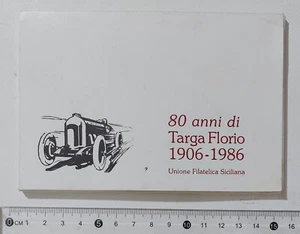 80 anni di
Targa Florio
1906-1986
Unione Filatelica Siciliana
0 CM 1 2 3 4 5 6 7 8 9 10 11 12 13 14 15 16